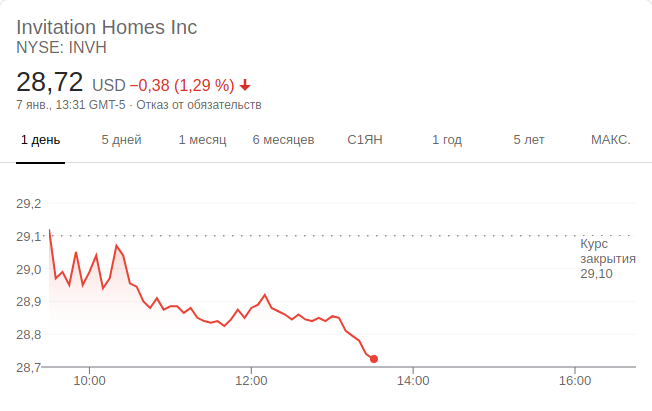 Invitation Homes Inc
NYSE: INVH
28,72 USD −0,38 (1,29 %)
7 янв., 13:31 GMT-5 · Отказ от обязательств
1 день 5 дней 1 месяц 6 месяцев С1ЯН 1 год 5 лет МАКС.
29,2
29,1
Курс
закрытия
29,10
29,0
28,9
28,8
28,7
10:00 12:00 14:00 16:00